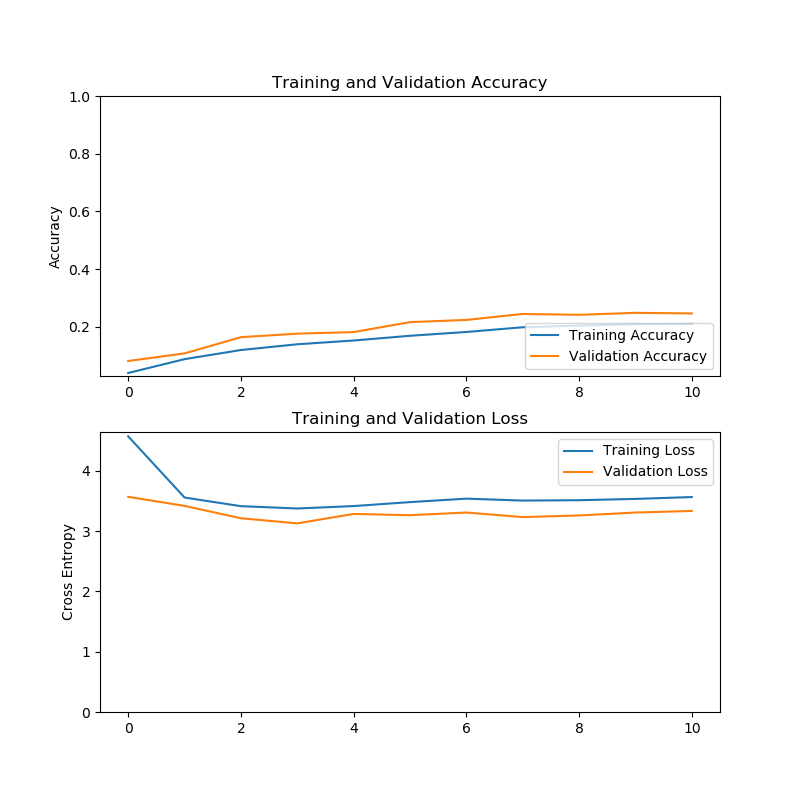 Training and Validation Accuracy
1.0
0.8
0.6
0.4
0.2
Accuracy
Training Accuracy
Validation Accuracy
0 2 4 6 8 10
Training and Validation Loss
4
3
2
1
0
Cross Entropy
Training Loss
Validation Loss
0 2 4 6 8 10